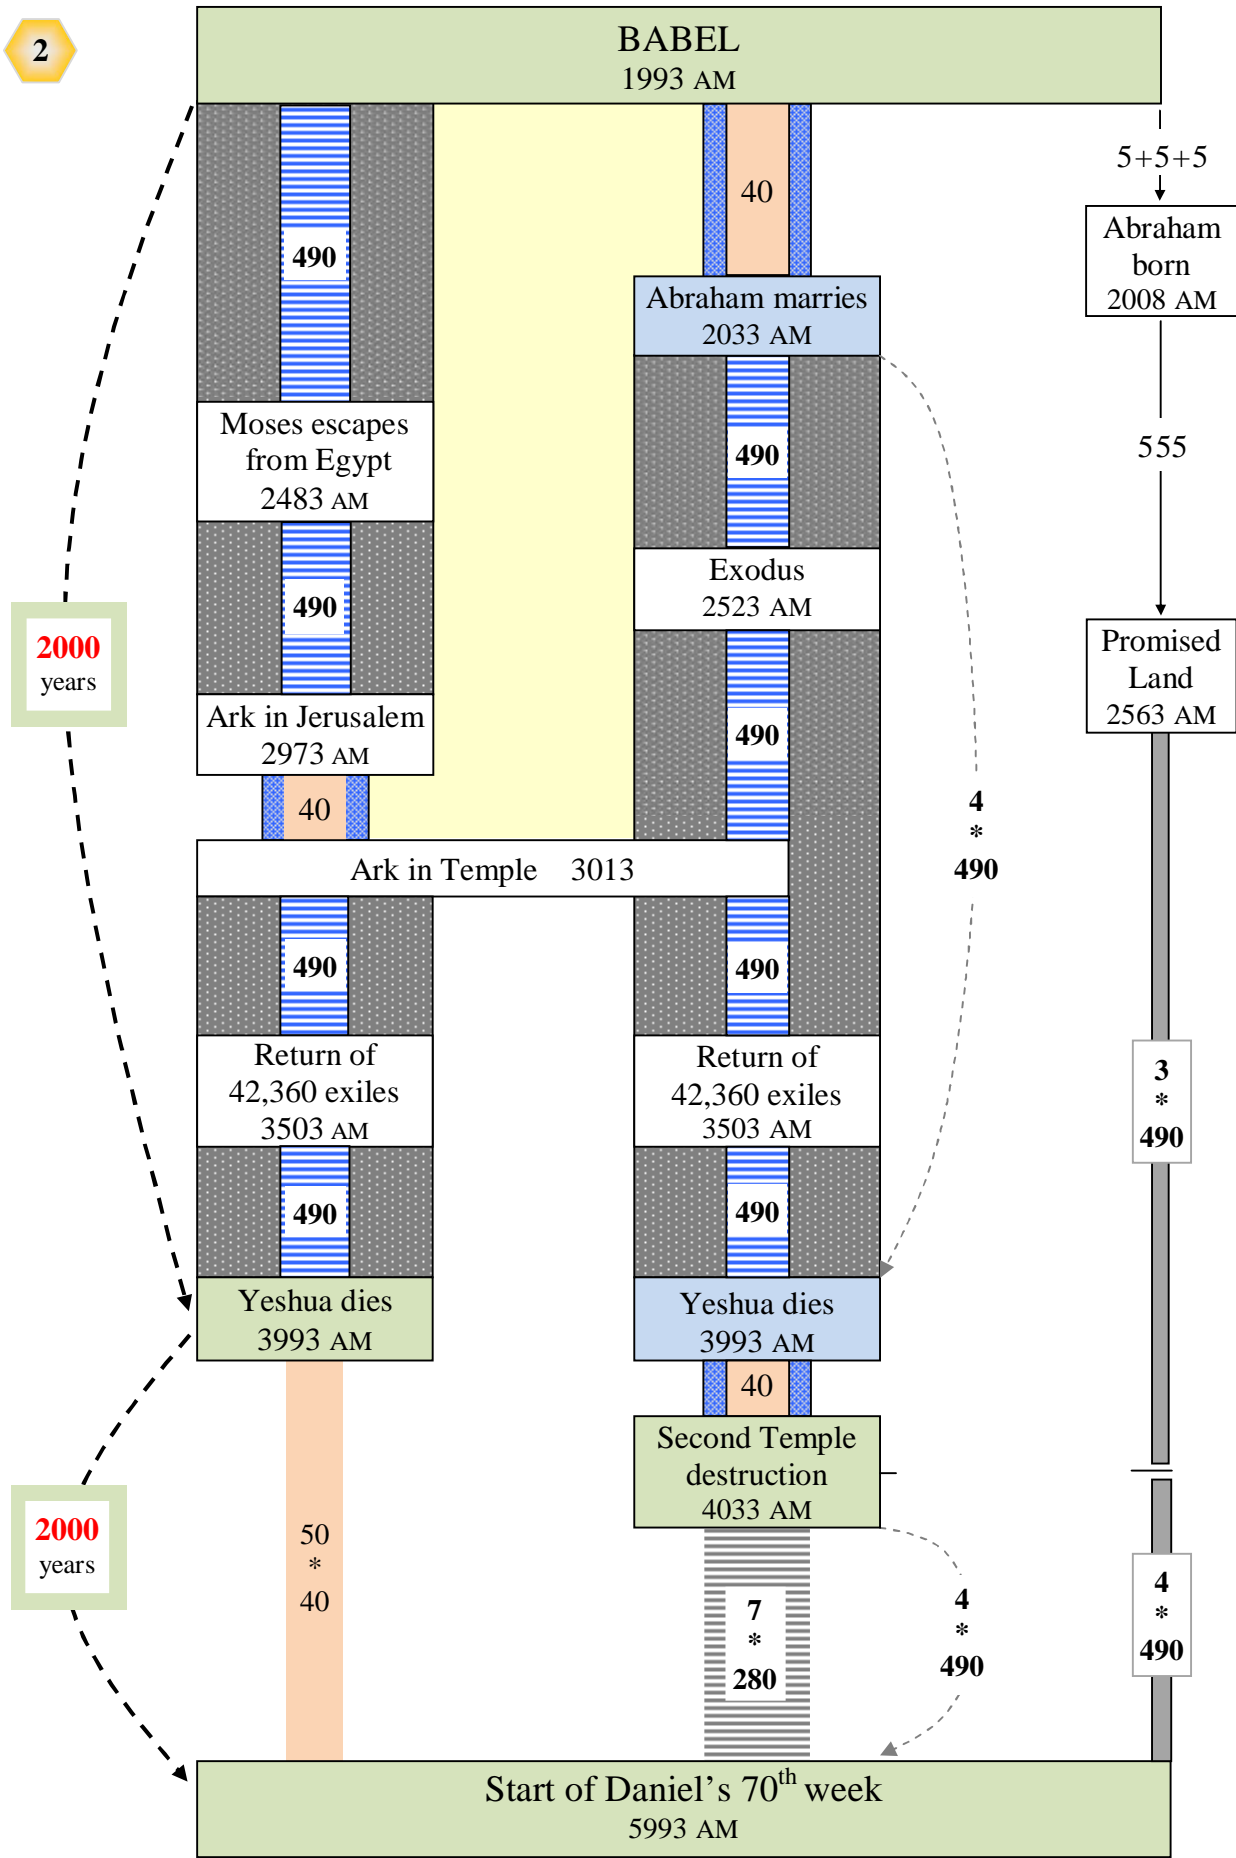 2
BABEL
1993 AM
5+5+5
40
Abraham
born
2008 AM
490
Abraham marries
2033 AM
Moses escapes
from Egypt
2483 AM
490
555
Exodus
2523 AM
490
2000
years
Promised
Land
2563 AM
Ark in Jerusalem
2973 AM
490
40
4
*
490
Ark in Temple 3013
490
490
Return of
42,360 exiles
3503 AM
Return of
42,360 exiles
3503 AM
3
*
490
490
490
Yeshua dies
3993 AM
Yeshua dies
3993 AM
40
Second Temple
destruction
4033 AM
2000
years
50
*
40
7
*
280
4
*
490
4
*
490
Start of Daniel’s 70th week
5993 AM